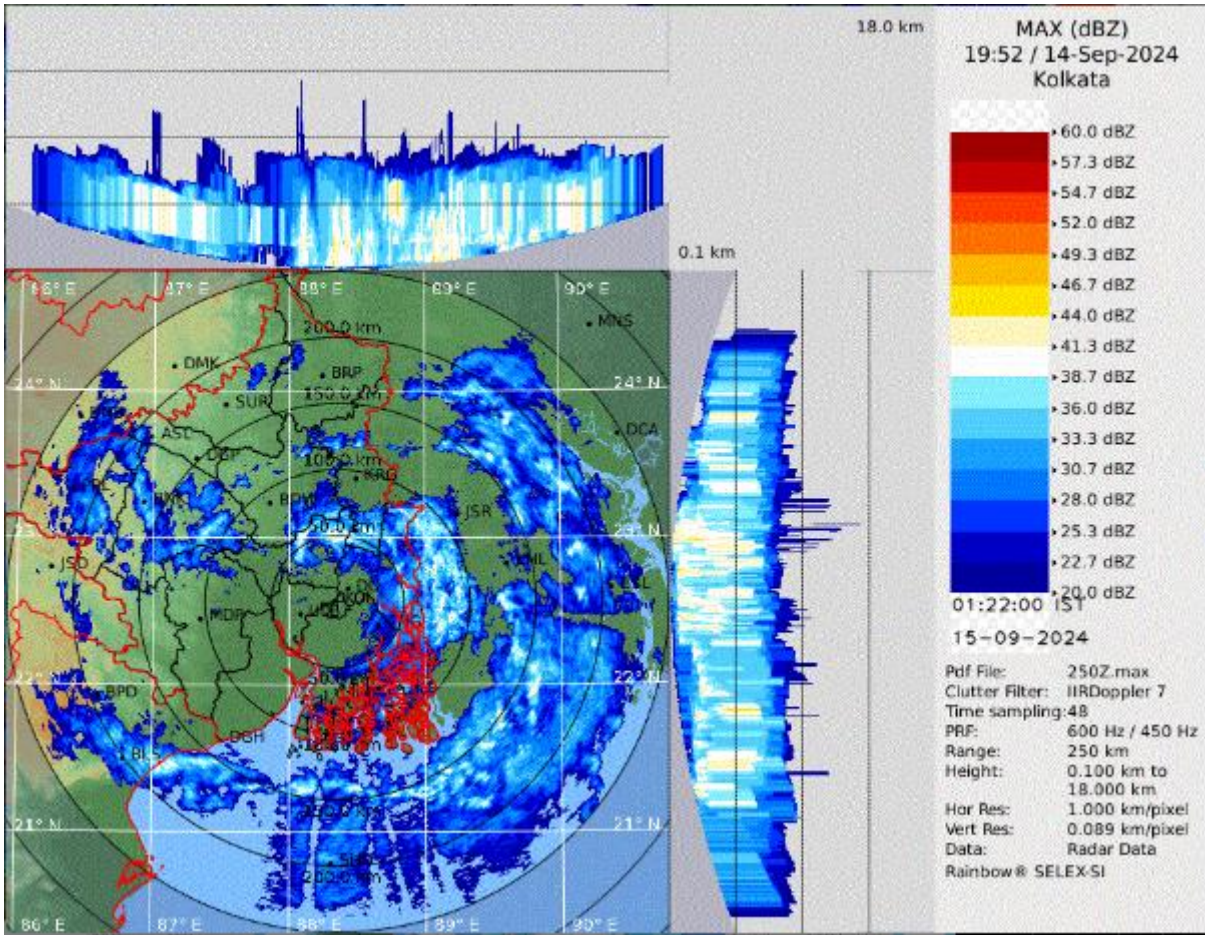 18.0 km
0.1 km
MAX (dBZ)
19:52 / 14-Sep-2024
Kolkata
60.0 dBZ
57.3 dBZ
54.7 dBZ
52.0 dBZ
49.3 dBZ
46.7 dBZ
44.0 dBZ
41.3 dBZ
38.7 dBZ
36.0 dBZ
33.3 dBZ
30.7 dBZ
28.0 dBZ
25.3 dBZ
22.7 dBZ
20.0 dBZ
01:22:00 IST
15-09-2024
Pdf File: 250Z.max
Clutter Filter: IIRDoppler 7
Time sampling:48
PRF: 600 Hz / 450 Hz
Range: 250 km
Height: 0.100 km to
18.000 km
Hor Res: 1.000 km/pixel
Vert Res: 0.089 km/pixel
Data: Radar Data
Rainbow® SELEX-SI
86° E 87° E 88° E 89° E 90° E
MNS
200.0 km
DMK
BRP
24° N 24° N
150.0 km
SUR
DCA
ASL
DGP
100.0 km
KRG
JSR
50.0 km
23° N 23° N
JSD
MDP
22° N 22° N
BPD
DGH
21° N 21° N
200.0 km
86° E 87° E 88° E 89° E 90° E